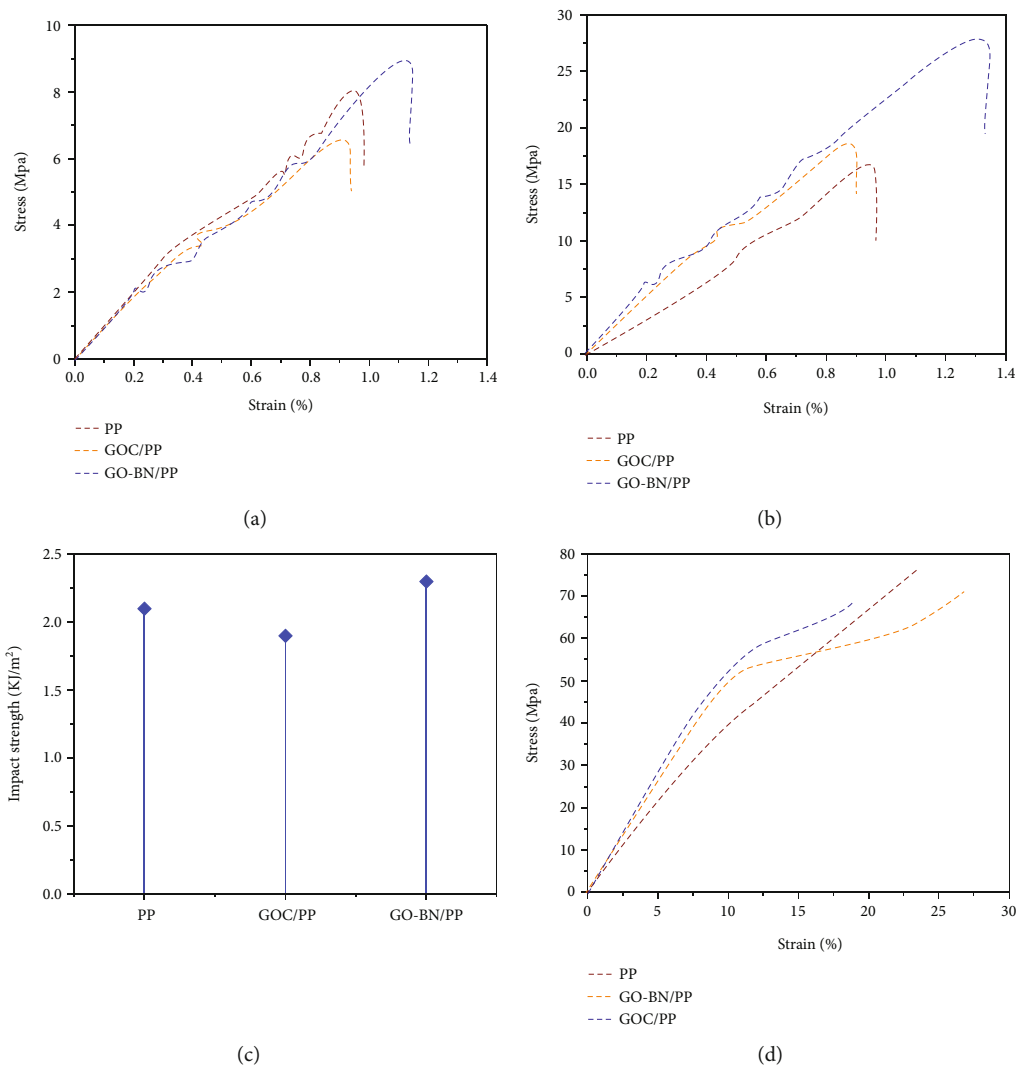 10
8
6
4
2
0
Stress (Mpa)
0.0 0.2 0.4 0.6 0.8 1.0 1.2 1.4
Strain (%)
PP
GOC/PP
GO-BN/PP
(a)
30
25
20
15
10
5
0
Stress (Mpa)
0.0 0.2 0.4 0.6 0.8 1.0 1.2 1.4
Strain (%)
PP
GOC/PP
GO-BN/PP
(b)
2.5
2.0
1.5
1.0
0.5
0.0
Impact strength (KJ/m²)
PP GOC/PP GO-BN/PP
(c)
80
70
60
50
40
30
20
10
0
Stress (Mpa)
0 5 10 15 20 25 30
Strain (%)
PP
GO-BN/PP
GOC/PP
(d)